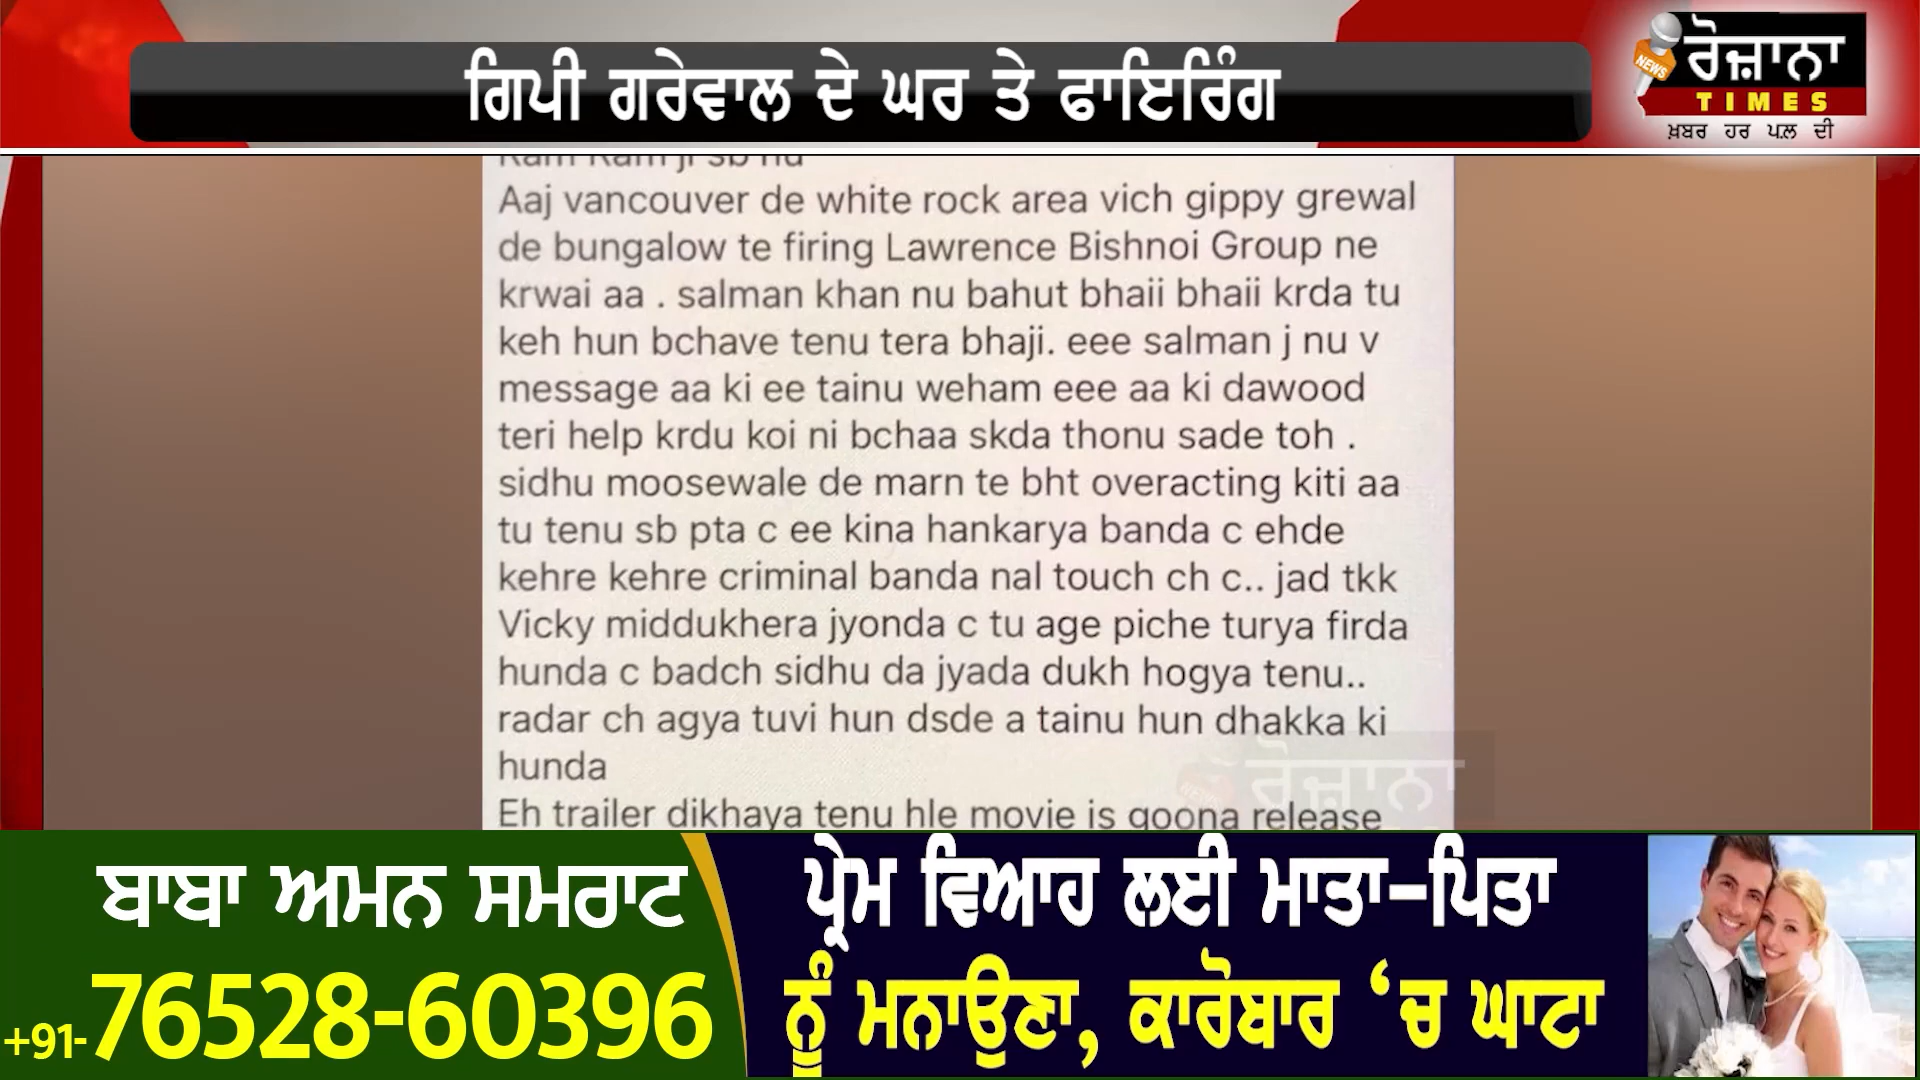 ਗਿਪੀ ਗਰੇਵਾਲ ਦੇ ਘਰ ਤੇ ਫਾਇਰਿੰਗ
NEWS
ਰੋਜ਼ਾਨਾ
TIMES
ਖ਼ਬਰ ਹਰ ਪਲ ਦੀ
Ram Ram ji sb nu
Aaj vancouver de white rock area vich gippy grewal
de bungalow te firing Lawrence Bishnoi Group ne
krwai aa . salman khan nu bahut bhaii bhaii krda tu
keh hun bchave tenu tera bhaji. eee salman j nu v
message aa ki ee tainu weham eee aa ki dawood
teri help krdu koi ni bchaa skda thonu sade toh .
sidhu moosewale de marn te bht overacting kiti aa
tu tenu sb pta c ee kina hankarya banda c ehde
kehre kehre criminal banda nal touch ch c.. jad tkk
Vicky middukhera jyonda c tu age piche turya firda
hunda c badch sidhu da jyada dukh hogya tenu..
radar ch agya tuvi hun dsde a tainu hun dhakka ki
hunda
Eh trailer dikhaya tenu hle movie is goona release
ਰੋਜ਼ਾਨਾ
ਬਾਬਾ ਅਮਨ ਸਮਰਾਟ
+91-76528-60396
ਪ੍ਰੇਮ ਵਿਆਹ ਲਈ ਮਾਤਾ-ਪਿਤਾ
ਨੂੰ ਮਨਾਉਣਾ, ਕਾਰੋਬਾਰ ‘ਚ ਘਾਟਾ